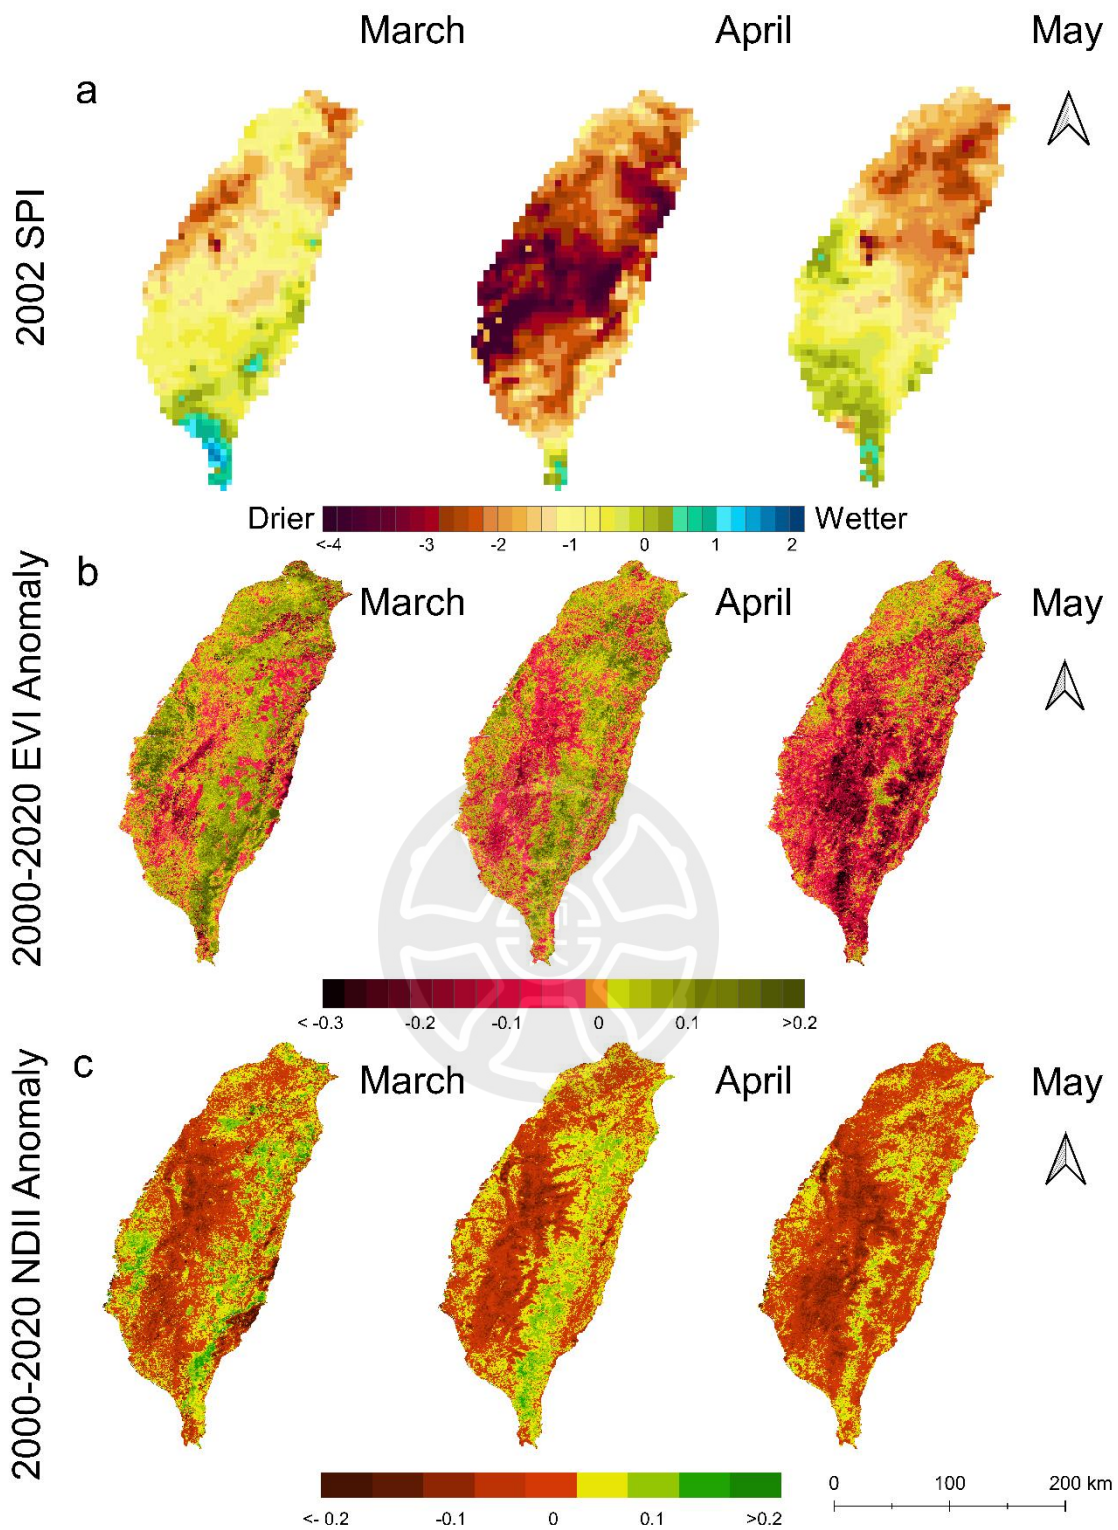 March April May
a
2002 SPI
Drier Wetter
<-4 -3 -2 -1 0 1 2
b
March April May
2000-2020 EVI Anomaly
< -0.3 -0.2 -0.1 0 0.1 >0.2
c
March April May
2000-2020 NDII Anomaly
<- 0.2 -0.1 0 0.1 >0.2
0 100 200 km